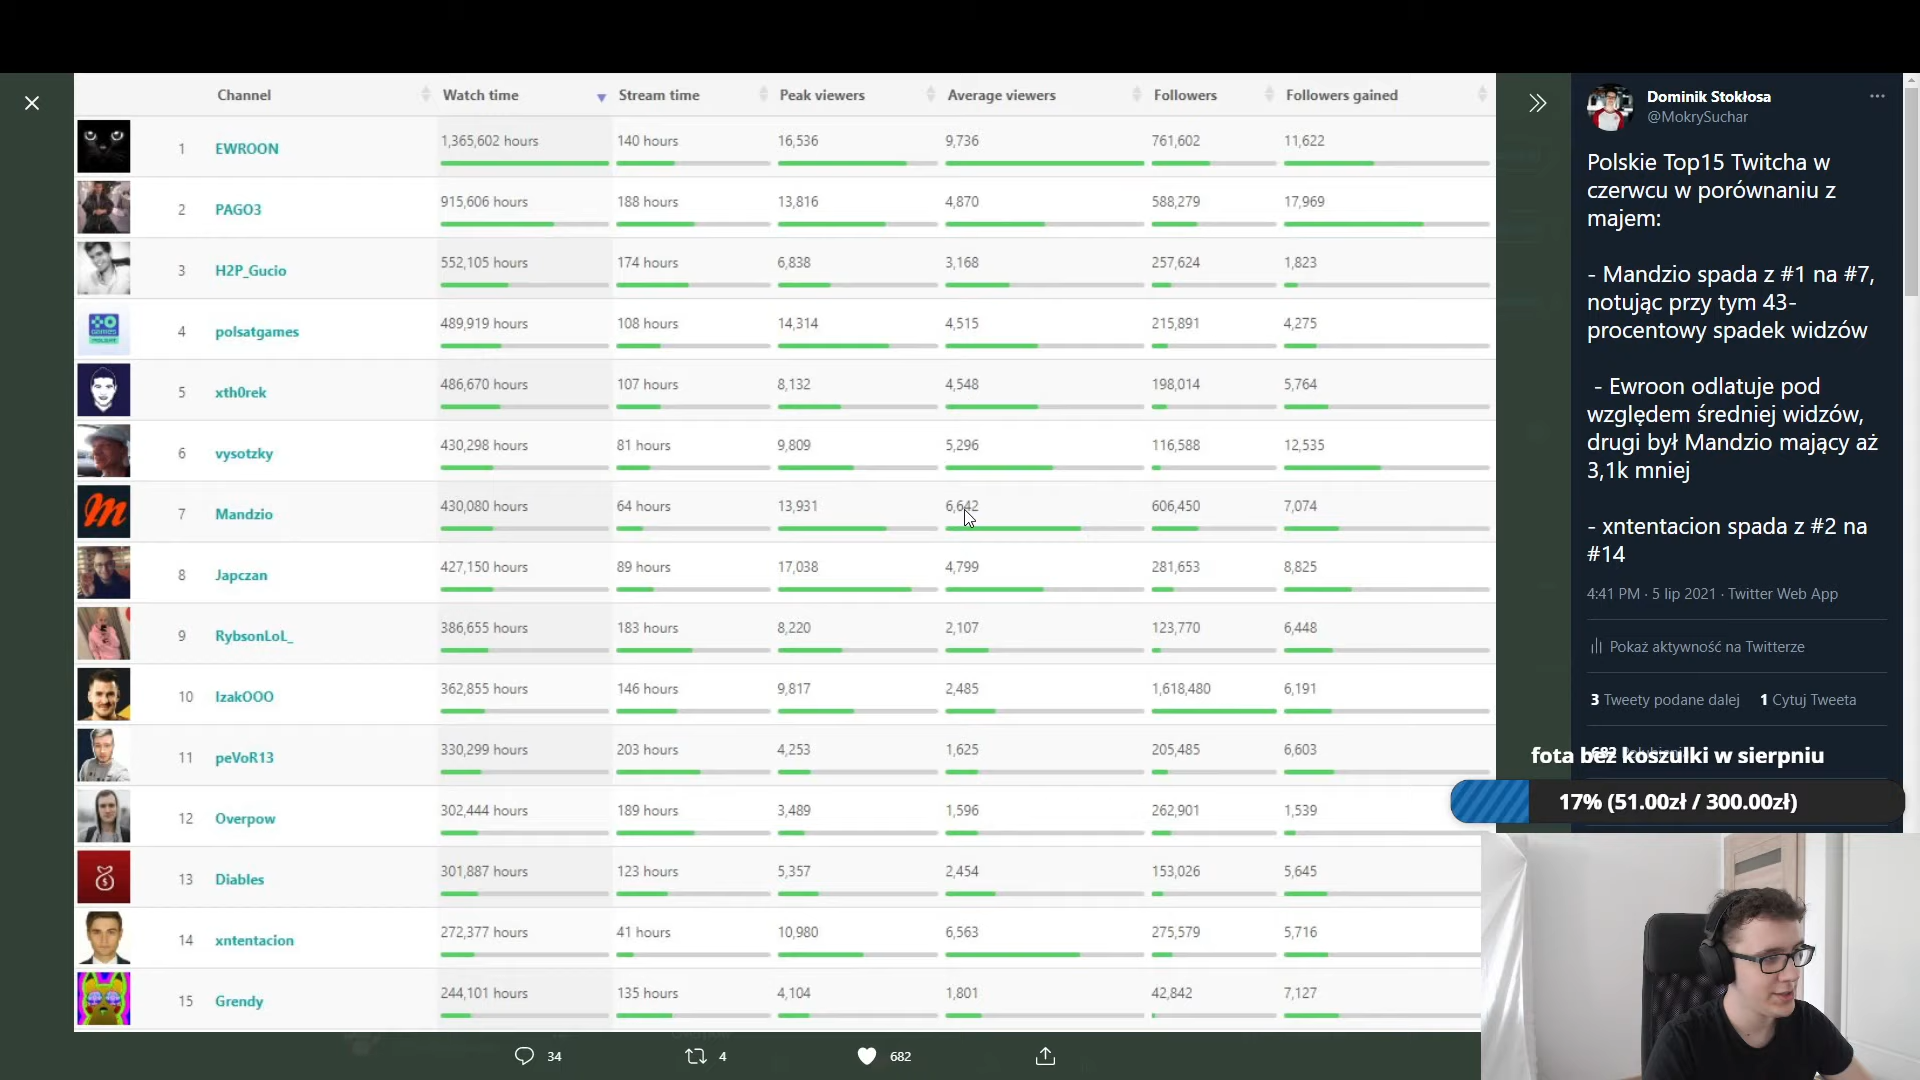 Channel Watch time Stream time Peak viewers Average viewers Followers Followers gained
1 EWROON 1,365,602 hours 140 hours 16,536 9,736 761,602 11,622
2 PAGO3 915,606 hours 188 hours 13,816 4,870 588,279 17,969
3 H2P_Gucio 552,105 hours 174 hours 6,838 3,168 257,624 1,823
4 polsatgames 489,919 hours 108 hours 14,314 4,515 215,891 4,275
5 xth0rek 486,670 hours 107 hours 8,132 4,548 198,014 5,764
6 vysotzky 430,298 hours 81 hours 9,809 5,296 116,588 12,535
7 Mandzio 430,080 hours 64 hours 13,931 6,642 606,450 7,074
8 Japczan 427,150 hours 89 hours 17,038 4,799 281,653 8,825
9 RybsonLoL_ 386,655 hours 183 hours 8,220 2,107 123,770 6,448
10 IzakOOO 362,855 hours 146 hours 9,817 2,485 1,618,480 6,191
11 peVoR13 330,299 hours 203 hours 4,253 1,625 205,485 6,603
12 Overpow 302,444 hours 189 hours 3,489 1,596 262,901 1,539
13 Diables 301,887 hours 123 hours 5,357 2,454 153,026 5,645
14 xntentacion 272,377 hours 41 hours 10,980 6,563 275,579 5,716
15 Grendy 244,101 hours 135 hours 4,104 1,801 42,842 7,127
34 4 682
Dominik Stokłosa
@MokrySuchar
Polskie Top15 Twitcha w
czerwcu w porównaniu z
majem:
- Mandzio spada z #1 na #7,
notując przy tym 43-
procentowy spadek widzów
- Ewroon odlatuje pod
względem średniej widzów,
drugi był Mandzio mający aż
3,1k mniej
- xntentacion spada z #2 na
#14
4:41 PM · 5 lip 2021 · Twitter Web App
Pokaż aktywność na Twitterze
3 Tweety podane dalej 1 Cytuj Tweeta
682
fota bez koszulki w sierpniu
17% (51.00zł / 300.00zł)